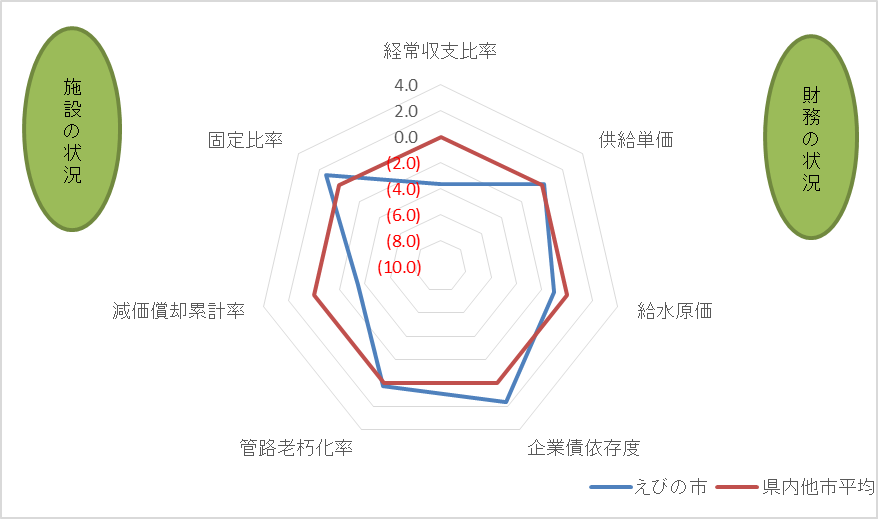 経常収支比率
施設の状況
財務の状況
4.0
2.0
0.0
(2.0)
(4.0)
(6.0)
(8.0)
(10.0)
固定比率
供給単価
減価償却累計率
給水原価
管路老朽化率
企業債依存度
えびの市
県内他市平均